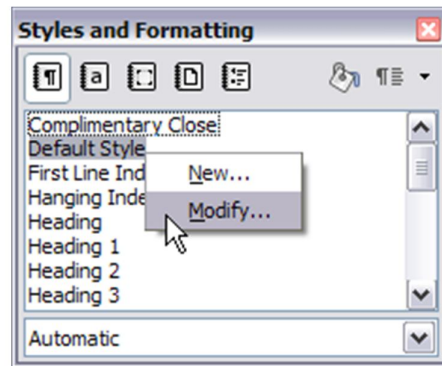 Styles and Formatting
Complimentary Close
Default Style
First Line Ind
New...
Hanging Inde
Modify...
Heading
Heading 1
Heading 2
Heading 3
Automatic